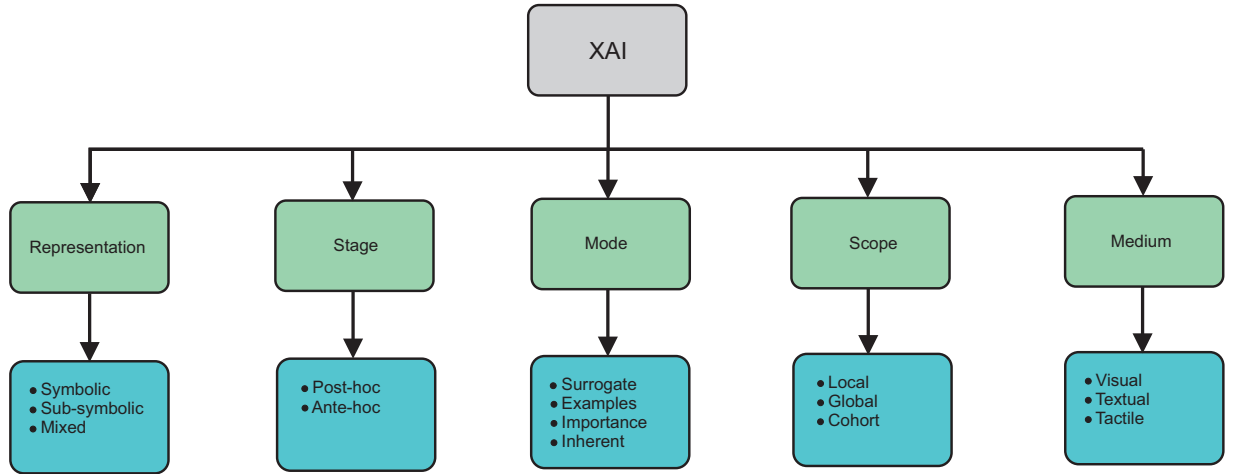 XAI
Representation
Stage
Mode
Scope
Medium
● Symbolic
● Sub-symbolic
● Mixed
● Post-hoc
● Ante-hoc
● Surrogate
● Examples
● Importance
● Inherent
● Local
● Global
● Cohort
● Visual
● Textual
● Tactile